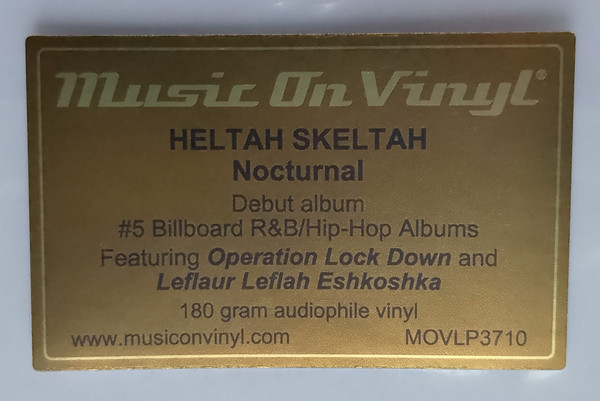 Music On Vinyl®
HELTAH SKELTAH
Nocturnal
Debut album
#5 Billboard R&B/Hip-Hop Albums
Featuring Operation Lock Down and
Leflaur Leflah Eshkoshka
180 gram audiophile vinyl
www.musiconvinyl.com MOVLP3710